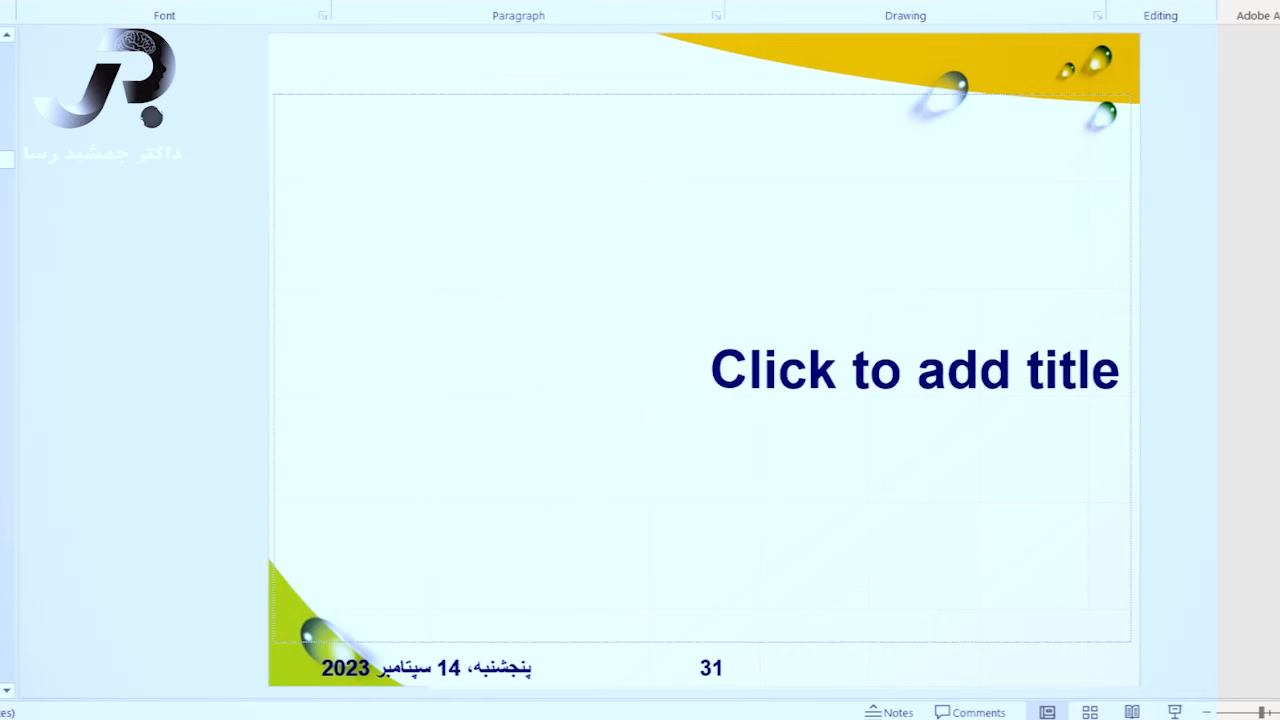 Font
Paragraph
Drawing
Editing
Adobe A
داکتر جمشید رسا
Click to add title
پنجشنبه، 14 سپتامبر 2023
31
es)
Notes
Comments